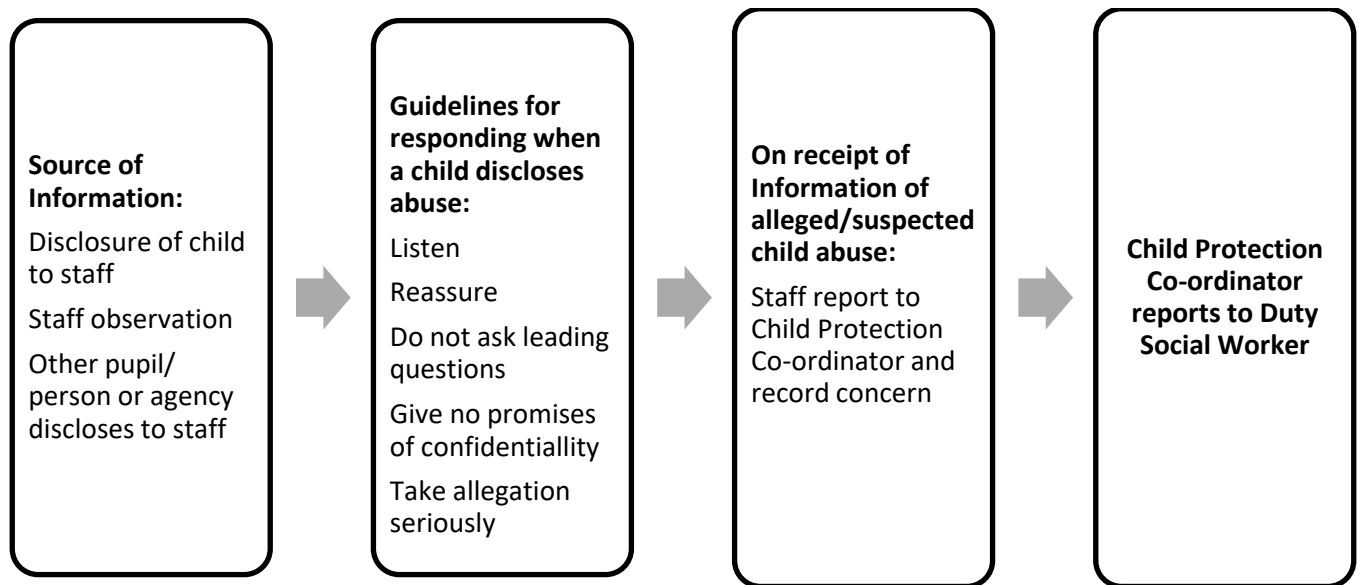 Source of
Information:
Disclosure of child
to staff
Staff observation
Other pupil/
person or agency
discloses to staff
Guidelines for
responding when
a child discloses
abuse:
Listen
Reassure
Do not ask leading
questions
Give no promises
of confidentiallity
Take allegation
seriously
On receipt of
Information of
alleged/suspected
child abuse:
Staff report to
Child Protection
Co-ordinator and
record concern
Child Protection
Co-ordinator
reports to Duty
Social Worker